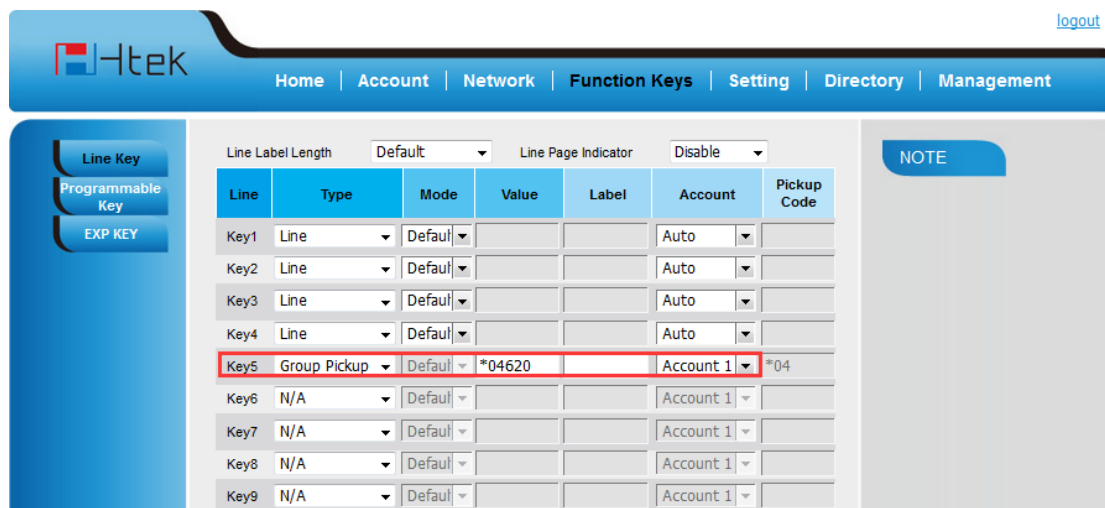 logout
Htek
Home | Account | Network | Function Keys | Setting | Directory | Management
Line Key
Programmable Key
EXP KEY
Line Label Length Default Line Page Indicator Disable
Line Type Mode Value Label Account Pickup Code
Key1 Line Defaul Auto
Key2 Line Defaul Auto
Key3 Line Defaul Auto
Key4 Line Defaul Auto
Key5 Group Pickup Defaul *04620 Account 1 *04
Key6 N/A Defaul Account 1
Key7 N/A Defaul Account 1
Key8 N/A Defaul Account 1
Key9 N/A Defaul Account 1
NOTE